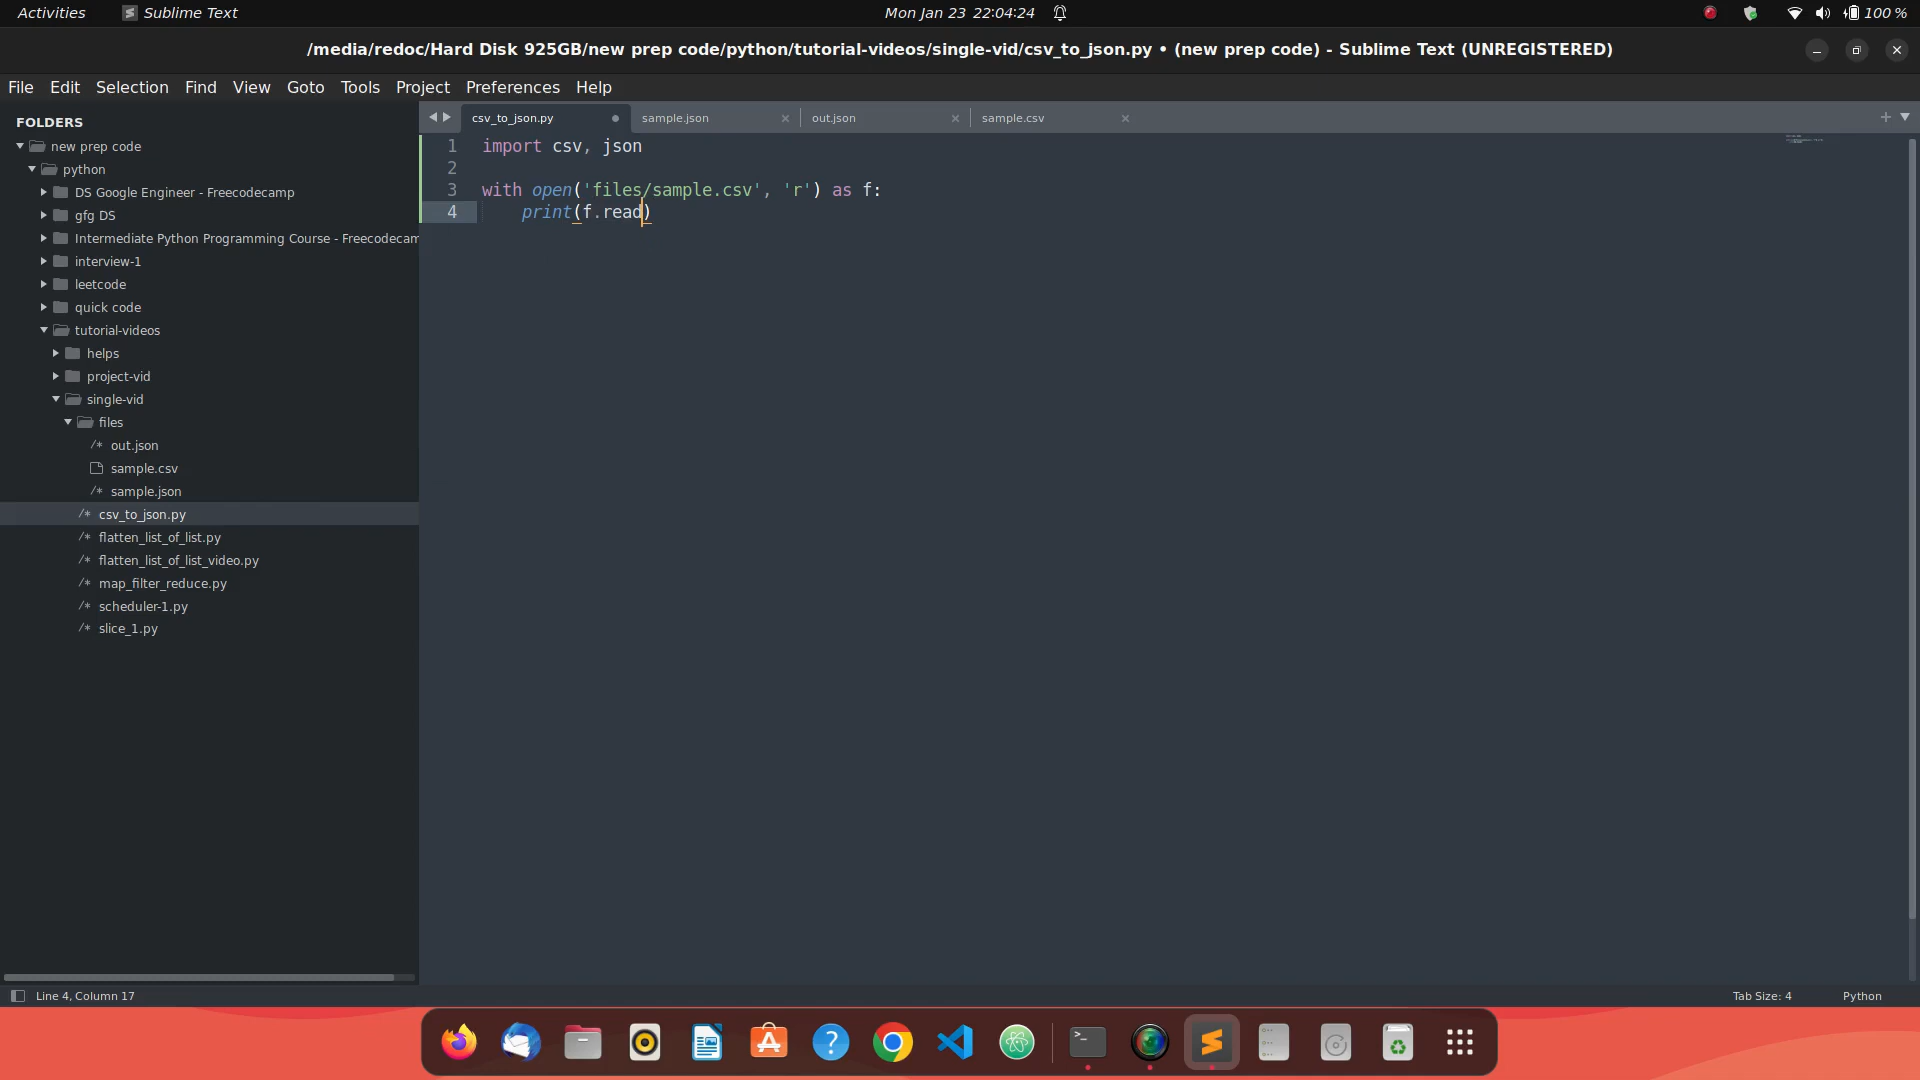 Activities
Sublime Text
Mon Jan 23 22:04:24
100 %
/media/redoc/Hard Disk 925GB/new prep code/python/tutorial-videos/single-vid/csv_to_json.py • (new prep code) - Sublime Text (UNREGISTERED)
File Edit Selection Find View Goto Tools Project Preferences Help
FOLDERS
new prep code
python
DS Google Engineer - Freecodecamp
gfg DS
Intermediate Python Programming Course - Freecodecam
interview-1
leetcode
quick code
tutorial-videos
helps
project-vid
single-vid
files
/* out.json
sample.csv
/* sample.json
/* csv_to_json.py
/* flatten_list_of_list.py
/* flatten_list_of_list_video.py
/* map_filter_reduce.py
/* scheduler-1.py
/* slice_1.py
csv_to_json.py
sample.json
out.json
sample.csv
1 import csv, json
2
3 with open('files/sample.csv', 'r') as f:
4 print(f.read)
Line 4, Column 17
Tab Size: 4
Python